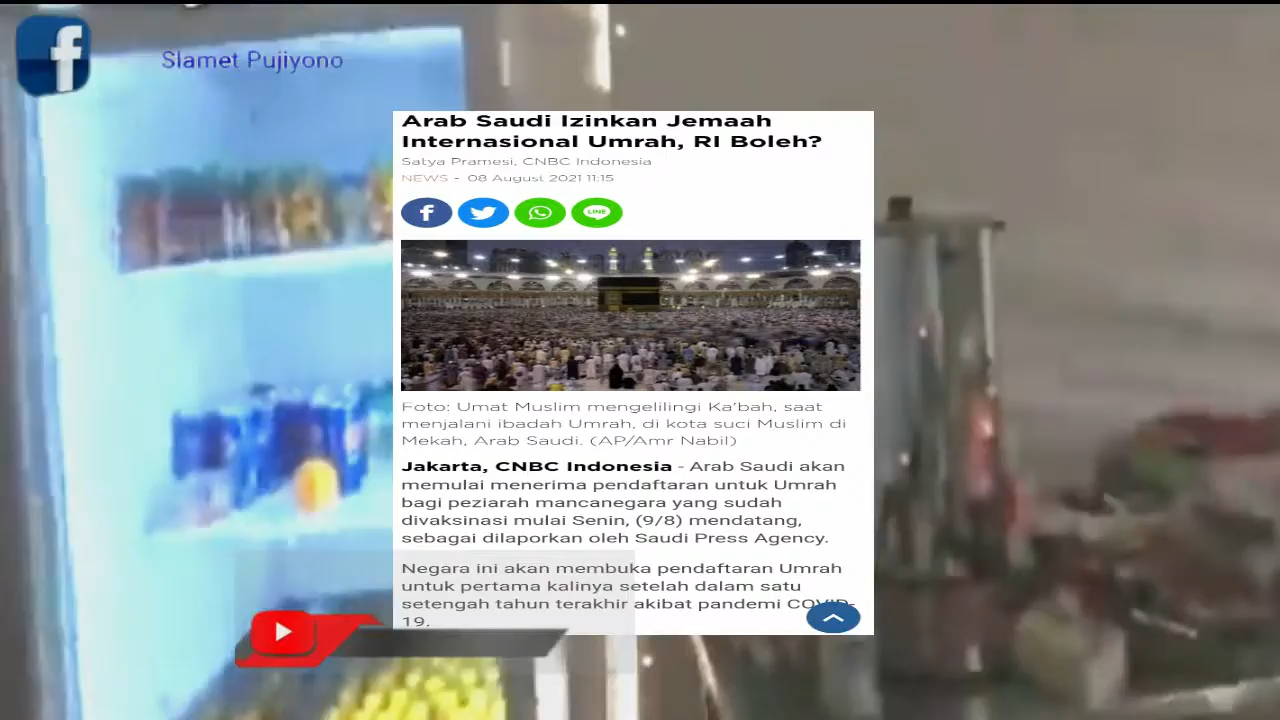 Slamet Pujiyono
Arab Saudi Izinkan Jemaah
Internasional Umrah, RI Boleh?
Satya Pramesi, CNBC Indonesia
NEWS - 08 August 2021 11:15
LINE
Foto: Umat Muslim mengelilingi Ka'bah, saat
menjalani ibadah Umrah, di kota suci Muslim di
Mekah, Arab Saudi. (AP/Amr Nabil)
Jakarta, CNBC Indonesia - Arab Saudi akan
memulai menerima pendaftaran untuk Umrah
bagi peziarah mancanegara yang sudah
divaksinasi mulai Senin, (9/8) mendatang,
sebagai dilaporkan oleh Saudi Press Agency.
Negara ini akan membuka pendaftaran Umrah
untuk pertama kalinya setelah dalam satu
setengah tahun terakhir akibat pandemi COVID-
19.